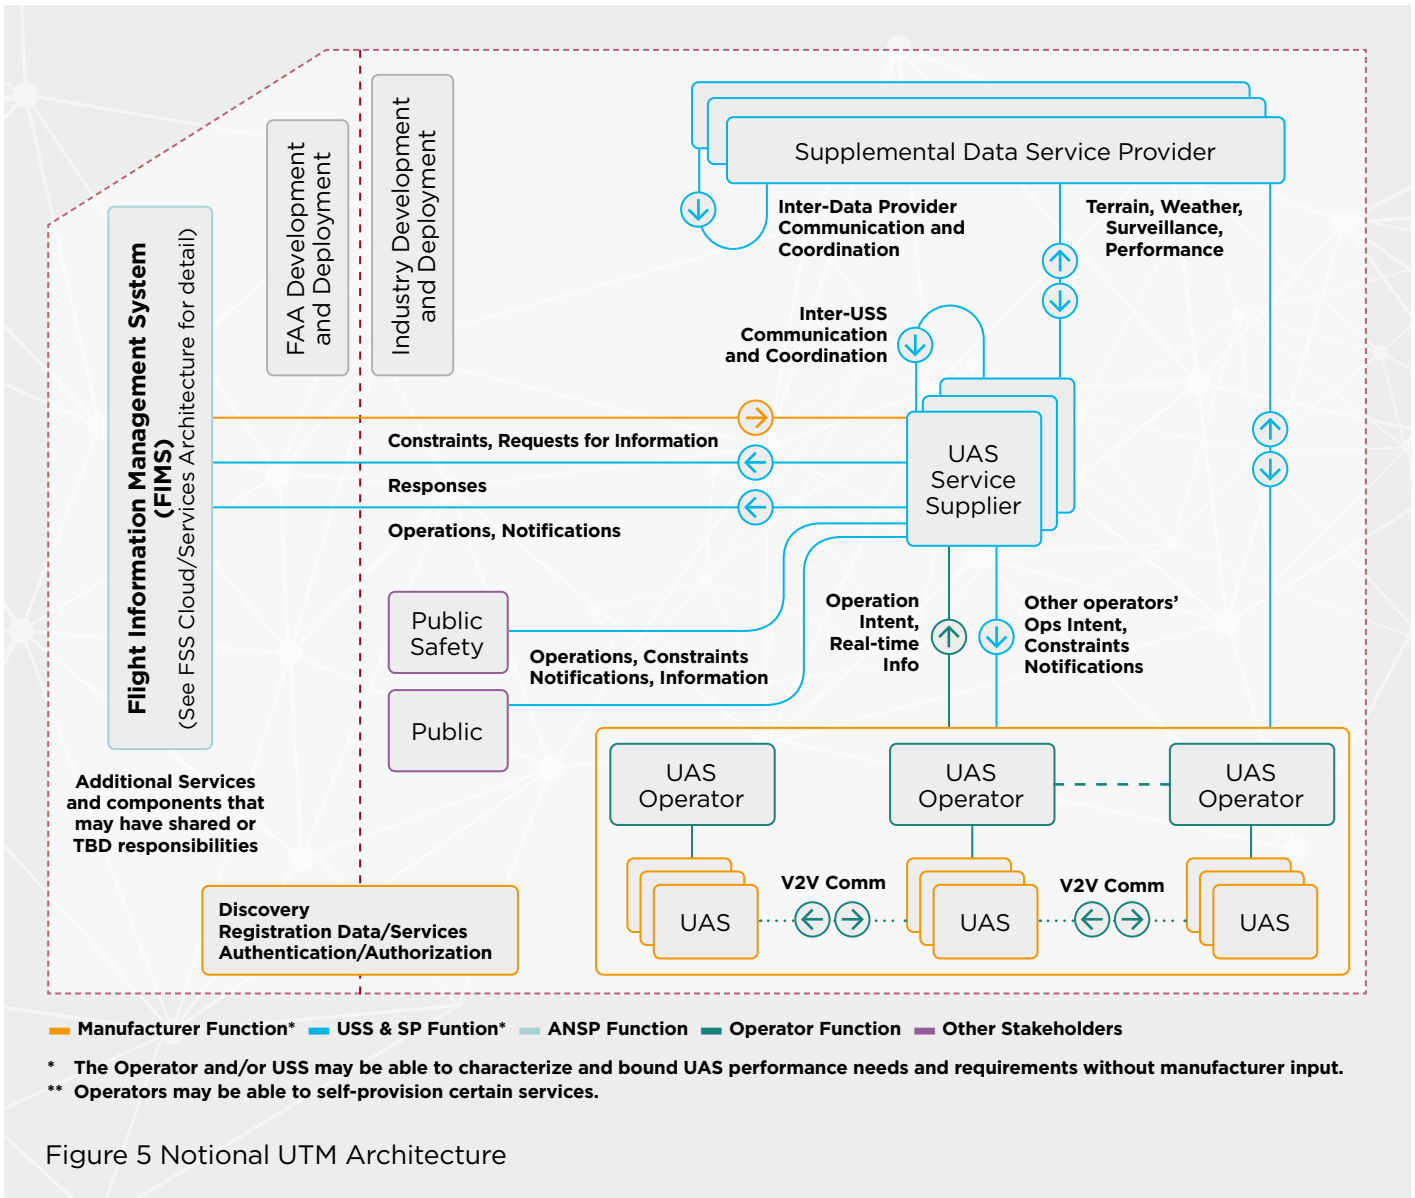 Flight Information Management System
(FIMS)
(See FSS Cloud/Services Architecture for detail)
FAA Development
and Deployment
Industry Development
and Deployment
Supplemental Data Service Provider
Inter-Data Provider
Communication and
Coordination
Terrain, Weather,
Surveillance,
Performance
Inter-USS
Communication
and Coordination
Constraints, Requests for Information
Responses
Operations, Notifications
UAS
Service
Supplier
Public
Safety
Operations, Constraints
Notifications, Information
Public
Operation
Intent,
Real-time
Info
Other operators’
Ops Intent,
Constraints
Notifications
Additional Services
and components that
may have shared or
TBD responsibilities
Discovery
Registration Data/Services
Authentication/Authorization
UAS
Operator
UAS
Operator
UAS
Operator
UAS
V2V Comm
UAS
V2V Comm
UAS
Manufacturer Function* USS & SP Funtion* ANSP Function Operator Function Other Stakeholders
* The Operator and/or USS may be able to characterize and bound UAS performance needs and requirements without manufacturer input.
** Operators may be able to self-provision certain services.
Figure 5 Notional UTM Architecture